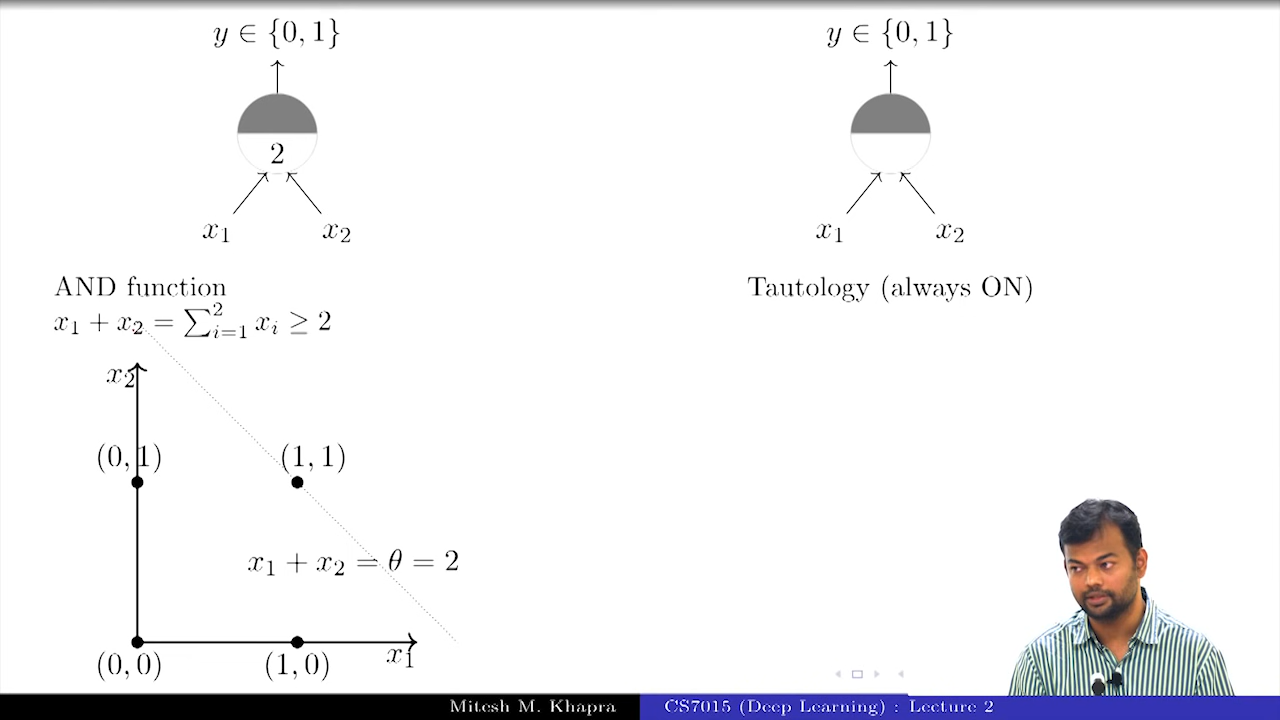 y ∈ {0, 1}
2
x₁
x₂
AND function
x₁ + x₂ = ∑²ᵢ₌₁ xᵢ ≥ 2
x₂
(0, 1)
(1, 1)
x₁ + x₂ = θ = 2
x₁
(0, 0)
(1, 0)
y ∈ {0, 1}
x₁
x₂
Tautology (always ON)
Mitesh M. Khapra
CS7015 (Deep Learning) : Lecture 2